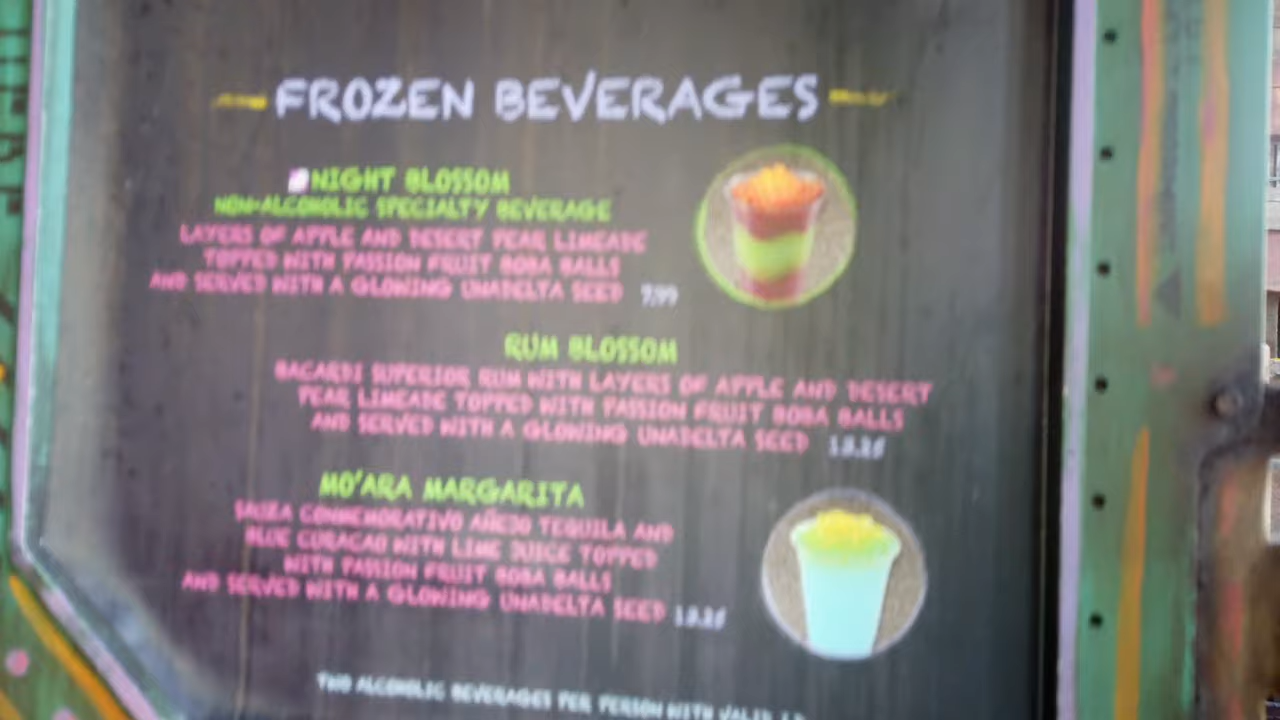 FROZEN BEVERAGES
NIGHT BLOSSOM
NON-ALCOHOLIC SPECIALTY BEVERAGE
LAYERS OF APPLE AND DESERT PEAR LIMEADE
TOPPED WITH PASSION FRUIT BOBA BALLS
AND SERVED WITH A GLOWING UNADELTA SEED 7.99
RUM BLOSSOM
BACARDI SUPERIOR RUM WITH LAYERS OF APPLE AND DESERT
PEAR LIMEADE TOPPED WITH PASSION FRUIT BOBA BALLS
AND SERVED WITH A GLOWING UNADELTA SEED
MO'ARA MARGARITA
SAUZA CONMEMORATIVO AÑEJO TEQUILA AND
BLUE CURACAO WITH LIME JUICE TOPPED
WITH PASSION FRUIT BOBA BALLS
AND SERVED WITH A GLOWING UNADELTA SEED
TWO ALCOHOLIC BEVERAGES PER PERSON WITH VALID